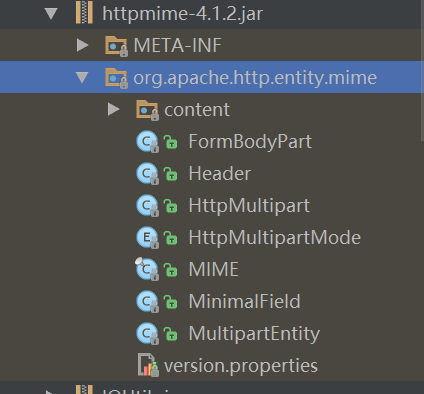 httpmime-4.1.2.jar
META-INF
org.apache.http.entity.mime
content
FormBodyPart
Header
HttpMultipart
HttpMultipartMode
MIME
MinimalField
MultipartEntity
version.properties